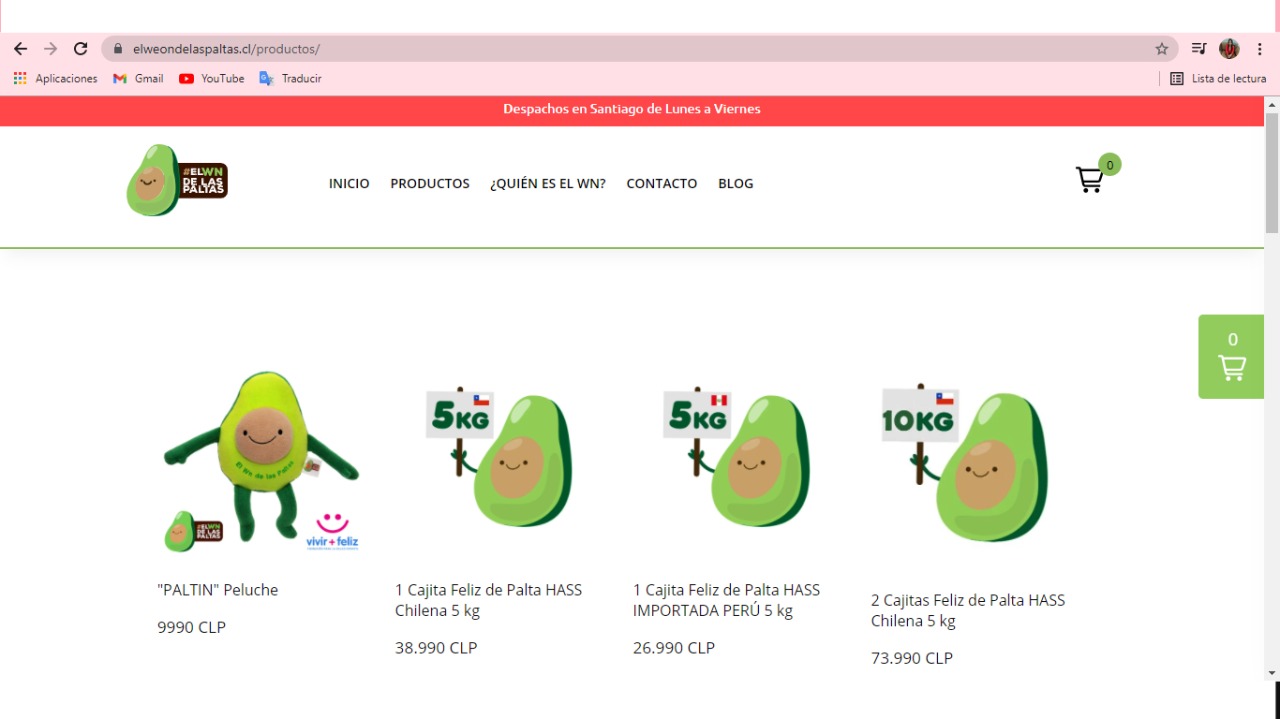 elweondelaspaltas.cl/productos/
Aplicaciones
Gmail
YouTube
Traducir
Lista de lectura
Despachos en Santiago de Lunes a Viernes
#ELWN
DE LAS
PALTAS
INICIO
PRODUCTOS
¿QUIÉN ES EL WN?
CONTACTO
BLOG
0
0
El Wn de las Paltas
#ELWN
DE LAS
PALTAS
vivir + feliz
5KG
5KG
10KG
"PALTIN" Peluche
9990 CLP
1 Cajita Feliz de Palta HASS
Chilena 5 kg
38.990 CLP
1 Cajita Feliz de Palta HASS
IMPORTADA PERÚ 5 kg
26.990 CLP
2 Cajitas Feliz de Palta HASS
Chilena 5 kg
73.990 CLP